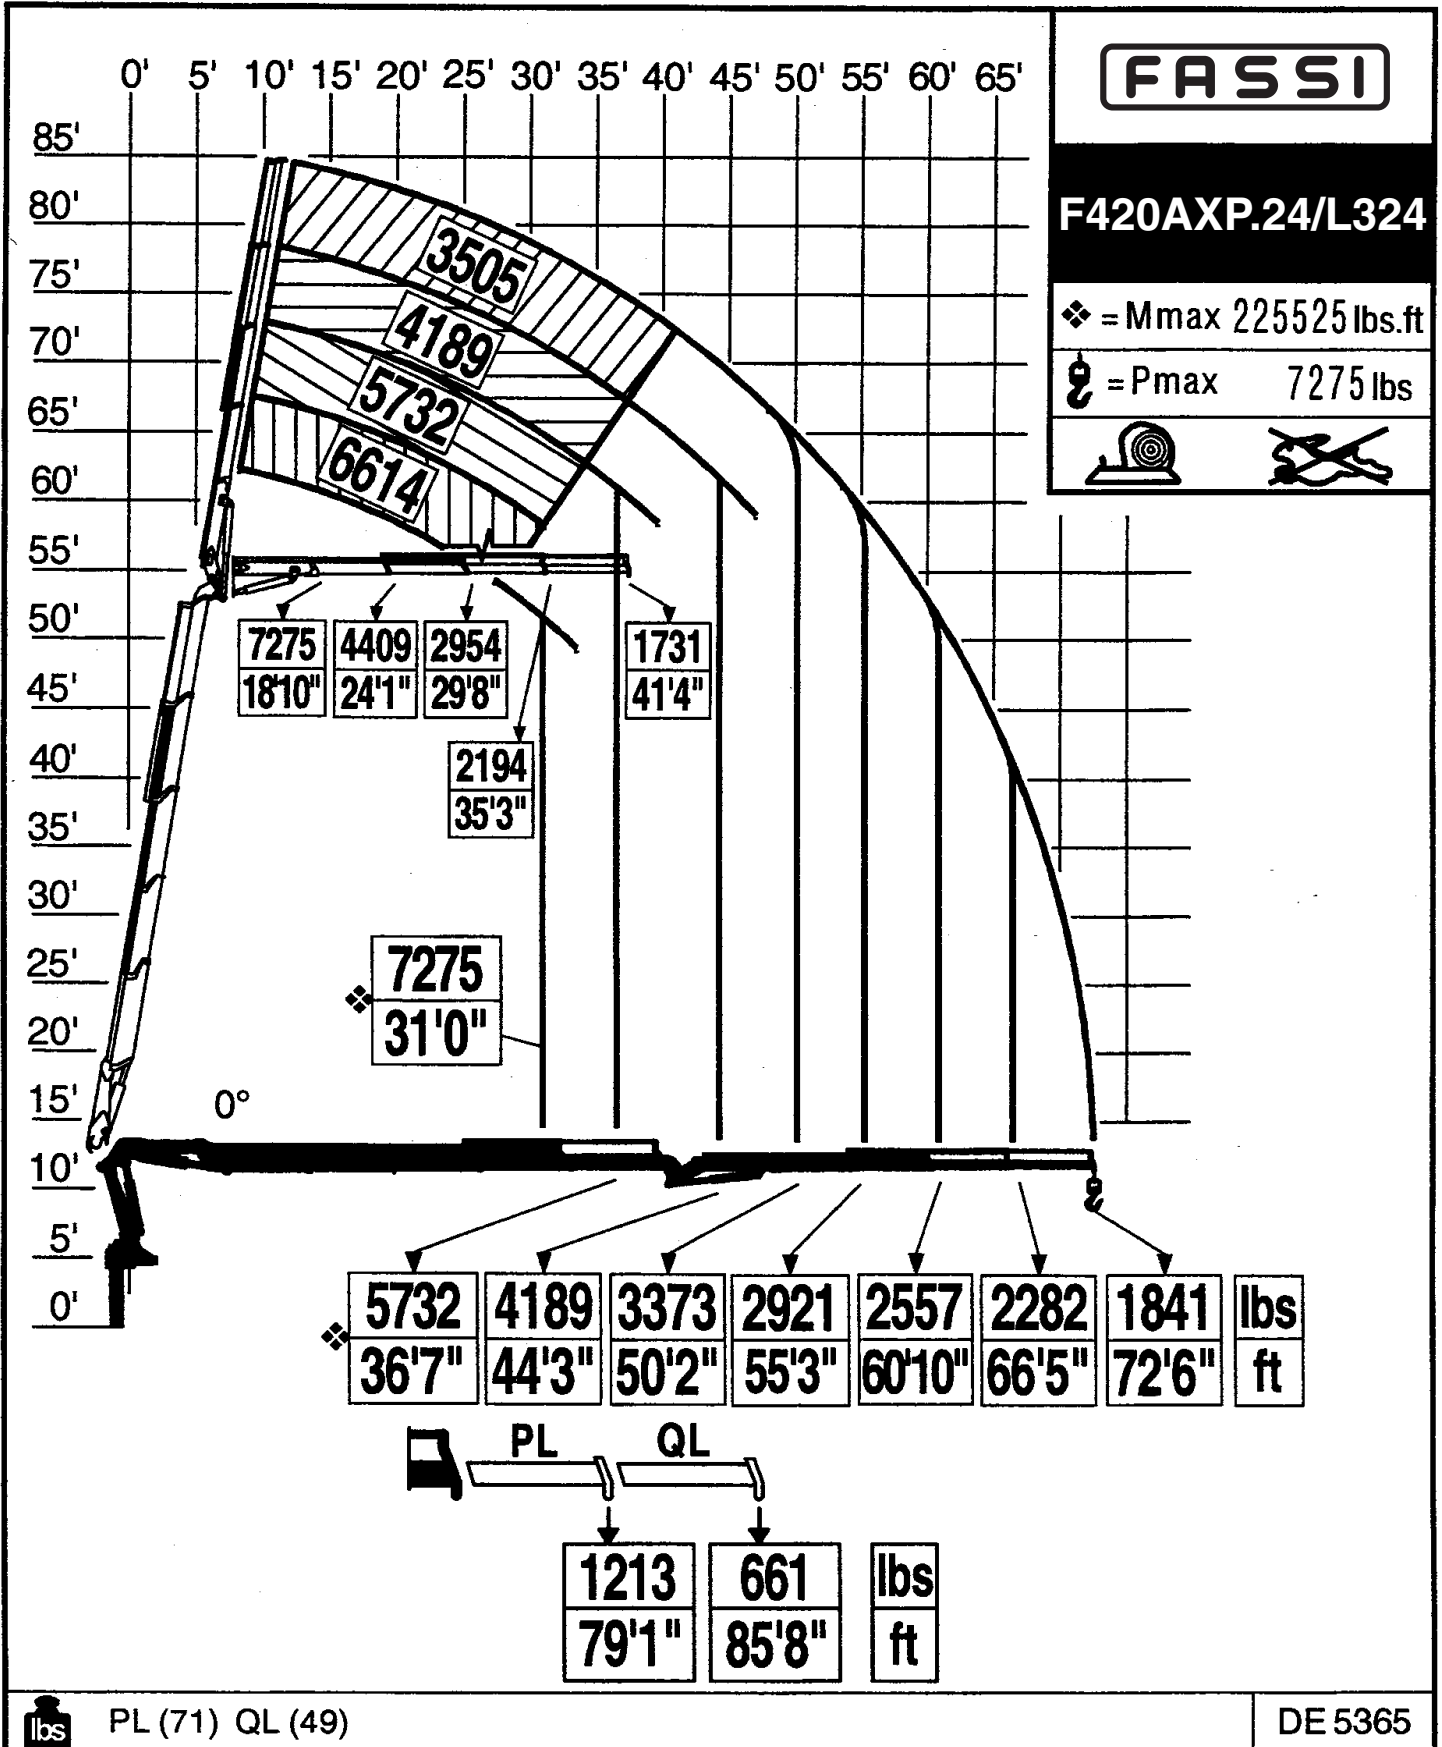 FASSI
F420AXP.24/L324
❖ = Mmax 225525 lbs.ft
= Pmax 7275 lbs
0' 5' 10' 15' 20' 25' 30' 35' 40' 45' 50' 55' 60' 65'
85'
80'
75'
70'
65'
60'
55'
50'
45'
40'
35'
30'
25'
20'
15'
10'
5'
0'
3505
4189
5732
6614
7275 4409 2954 1731
18'10" 24'1" 29'8" 41'4"
2194
35'3"
7275
❖ 31'0"
0°
5732 4189 3373 2921 2557 2282 1841 lbs
❖ 36'7" 44'3" 50'2" 55'3" 60'10" 66'5" 72'6" ft
PL QL
1213 661 lbs
79'1" 85'8" ft
lbs PL (71) QL (49) DE 5365